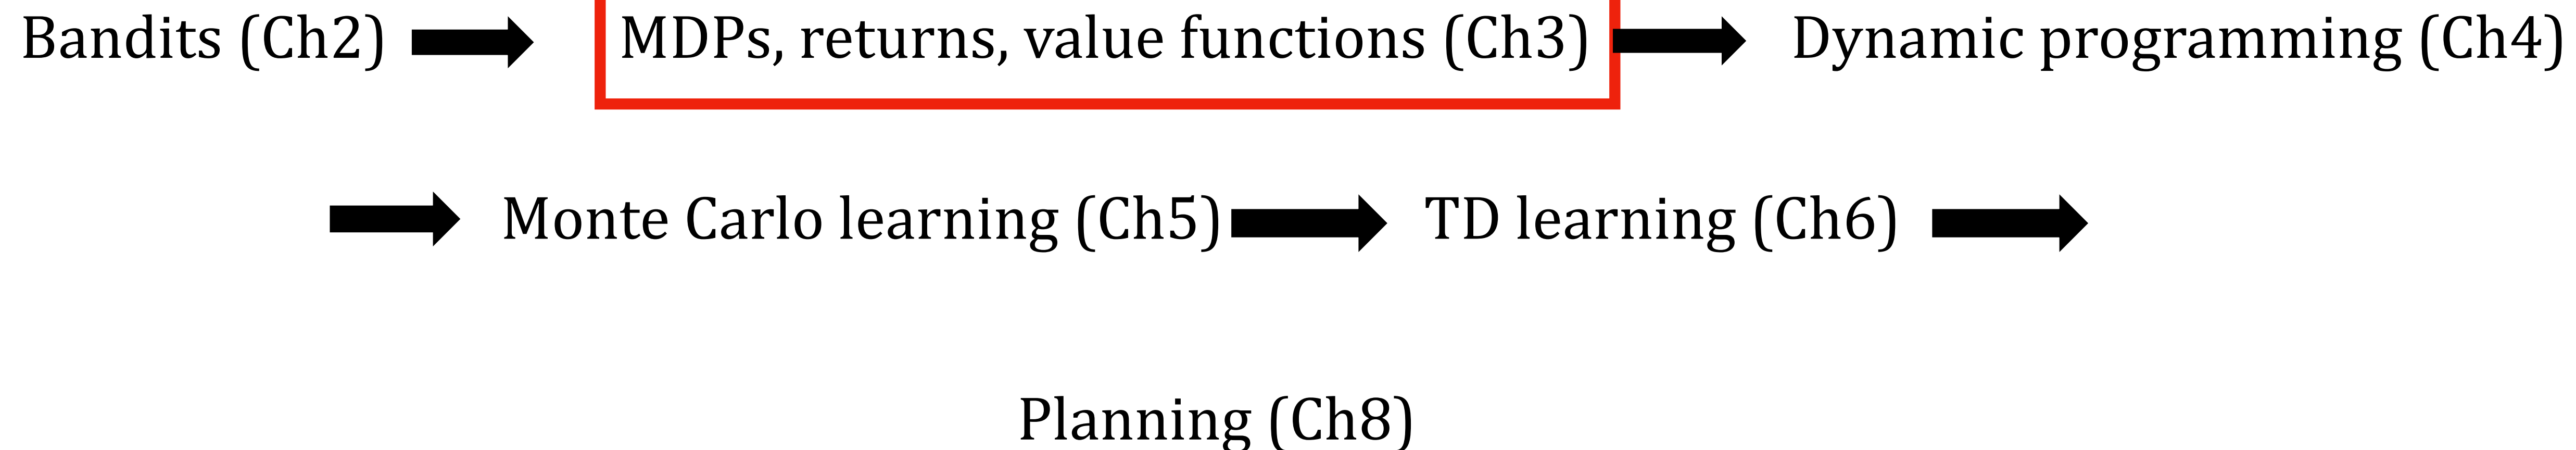 Bandits (Ch2) MDPs, returns, value functions (Ch3) Dynamic programming (Ch4)
Monte Carlo learning (Ch5) TD learning (Ch6)
Planning (Ch8)